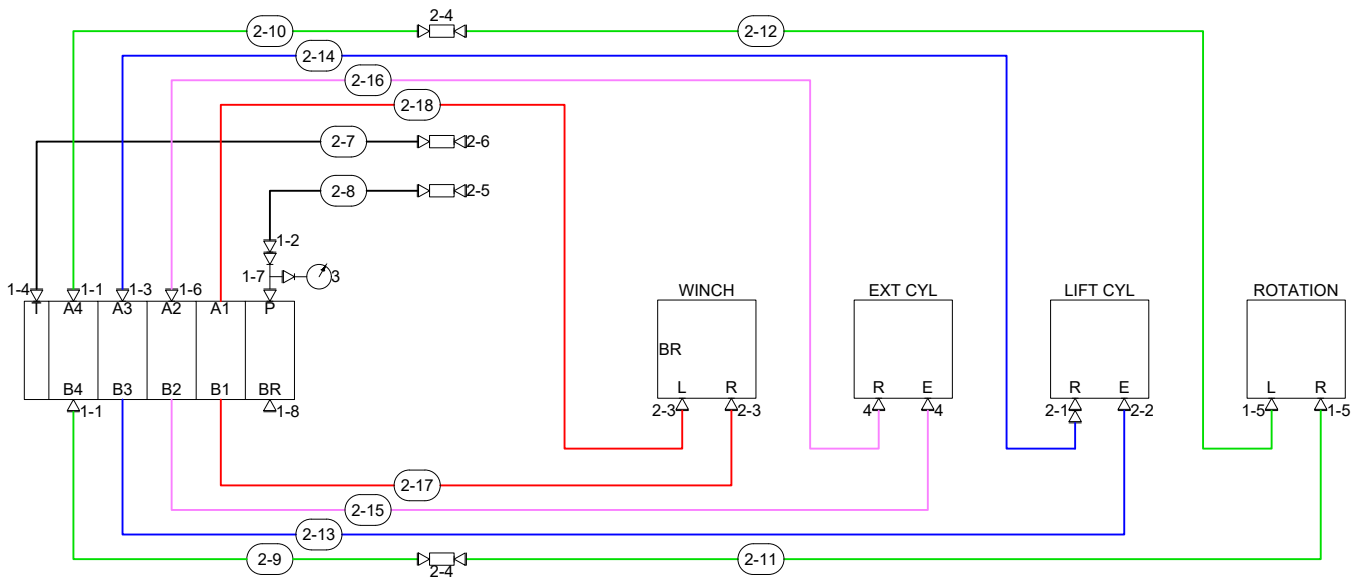 2-4
2-10
2-12
2-14
2-16
2-18
2-7
2-6
2-8
2-5
1-2
1-7
3
1-4
1-1
1-3
1-6
T
A4
A3
A2
A1
P
B4
B3
B2
B1
BR
1-1
1-8
WINCH
BR
L
R
2-3
2-3
EXT CYL
R
E
4
4
LIFT CYL
R
E
2-1
2-2
ROTATION
L
R
1-5
1-5
2-17
2-15
2-13
2-9
2-4
2-11